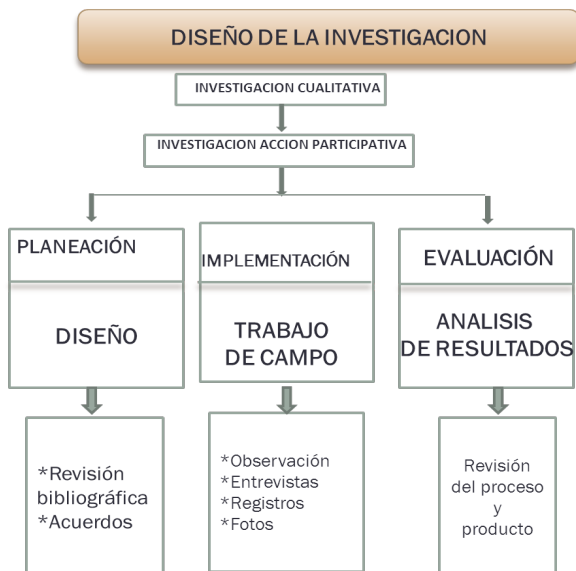 DISEÑO DE LA INVESTIGACION
INVESTIGACION CUALITATIVA
INVESTIGACION ACCION PARTICIPATIVA
PLANEACIÓN
DISEÑO
IMPLEMENTACIÓN
TRABAJO
DE CAMPO
EVALUACIÓN
ANALISIS
DE RESULTADOS
*Revisión
bibliográfica
*Acuerdos
*Observación
*Entrevistas
*Registros
*Fotos
Revisión
del proceso
y
producto